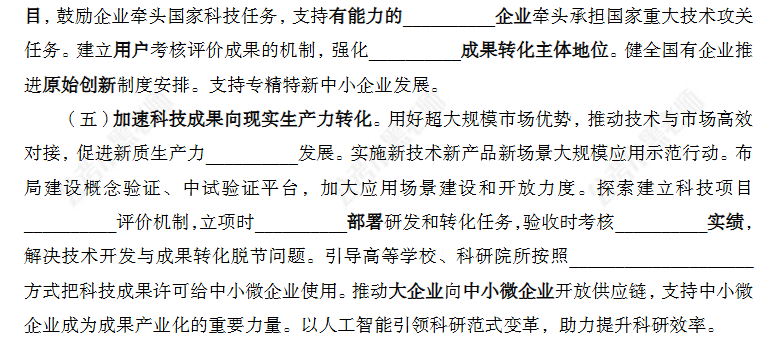 目，鼓励企业牵头国家科技任务，支持有能力的__________企业牵头承担国家重大技术攻关
任务。建立用户考核评价成果的机制，强化__________成果转化主体地位。健全国有企业推
进原始创新制度安排。支持专精特新中小企业发展。
（五）加速科技成果向现实生产力转化。用好超大规模市场优势，推动技术与市场高效
对接，促进新质生产力__________发展。实施新技术新产品新场景大规模应用示范行动。布
局建设概念验证、中试验证平台，加大应用场景建设和开放力度。探索建立科技项目
__________评价机制，立项时__________部署研发和转化任务，验收时考核__________实绩，
解决技术开发与成果转化脱节问题。引导高等学校、科研院所按照____________________
方式把科技成果许可给中小微企业使用。推动大企业向中小微企业开放供应链，支持中小微
企业成为成果产业化的重要力量。以人工智能引领科研范式变革，助力提升科研效率。